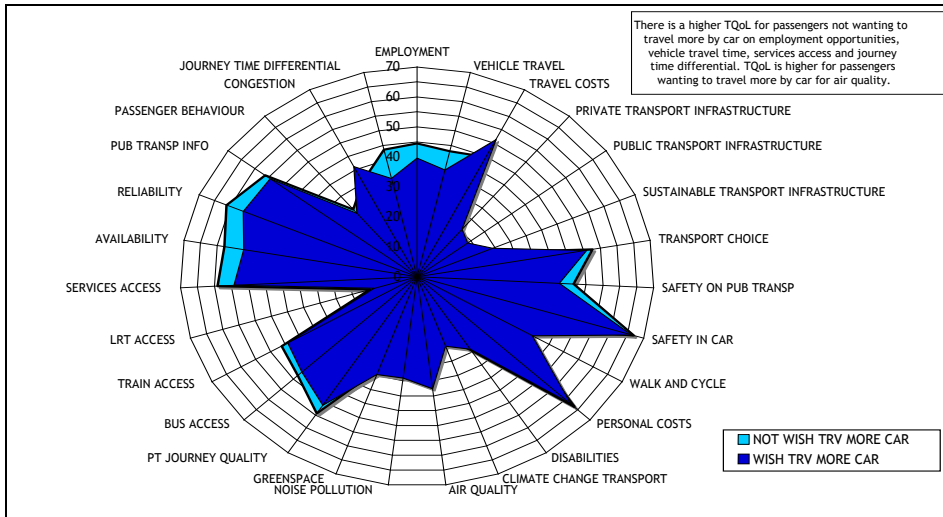 There is a higher TQoL for passengers not wanting to
travel more by car on employment opportunities,
vehicle travel time, services access and journey
time differential. TQoL is higher for passengers
wanting to travel more by car for air quality.
EMPLOYMENT
VEHICLE TRAVEL
TRAVEL COSTS
PRIVATE TRANSPORT INFRASTRUCTURE
PUBLIC TRANSPORT INFRASTRUCTURE
SUSTAINABLE TRANSPORT INFRASTRUCTURE
TRANSPORT CHOICE
SAFETY ON PUB TRANSP
SAFETY IN CAR
WALK AND CYCLE
PERSONAL COSTS
DISABILITIES
CLIMATE CHANGE TRANSPORT
AIR QUALITY
NOISE POLLUTION
GREENSPACE
PT JOURNEY QUALITY
BUS ACCESS
TRAIN ACCESS
LRT ACCESS
SERVICES ACCESS
AVAILABILITY
RELIABILITY
PUB TRANSP INFO
PASSENGER BEHAVIOUR
CONGESTION
JOURNEY TIME DIFFERENTIAL
70
60
50
40
30
20
10
0
NOT WISH TRV MORE CAR
WISH TRV MORE CAR